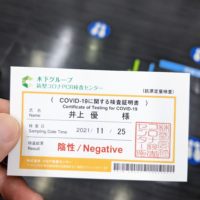 木下グループ
新型コロナPCR検査センター
(抗原定量検査)
〈 COVID-19に関する検査証明書 〉
Certificate of Testing for COVID-19
氏名
Name
井上 優 様
検査時間
Sampling Date Time
2021 / 11 / 25
検査結果
Result
陰性 / Negative